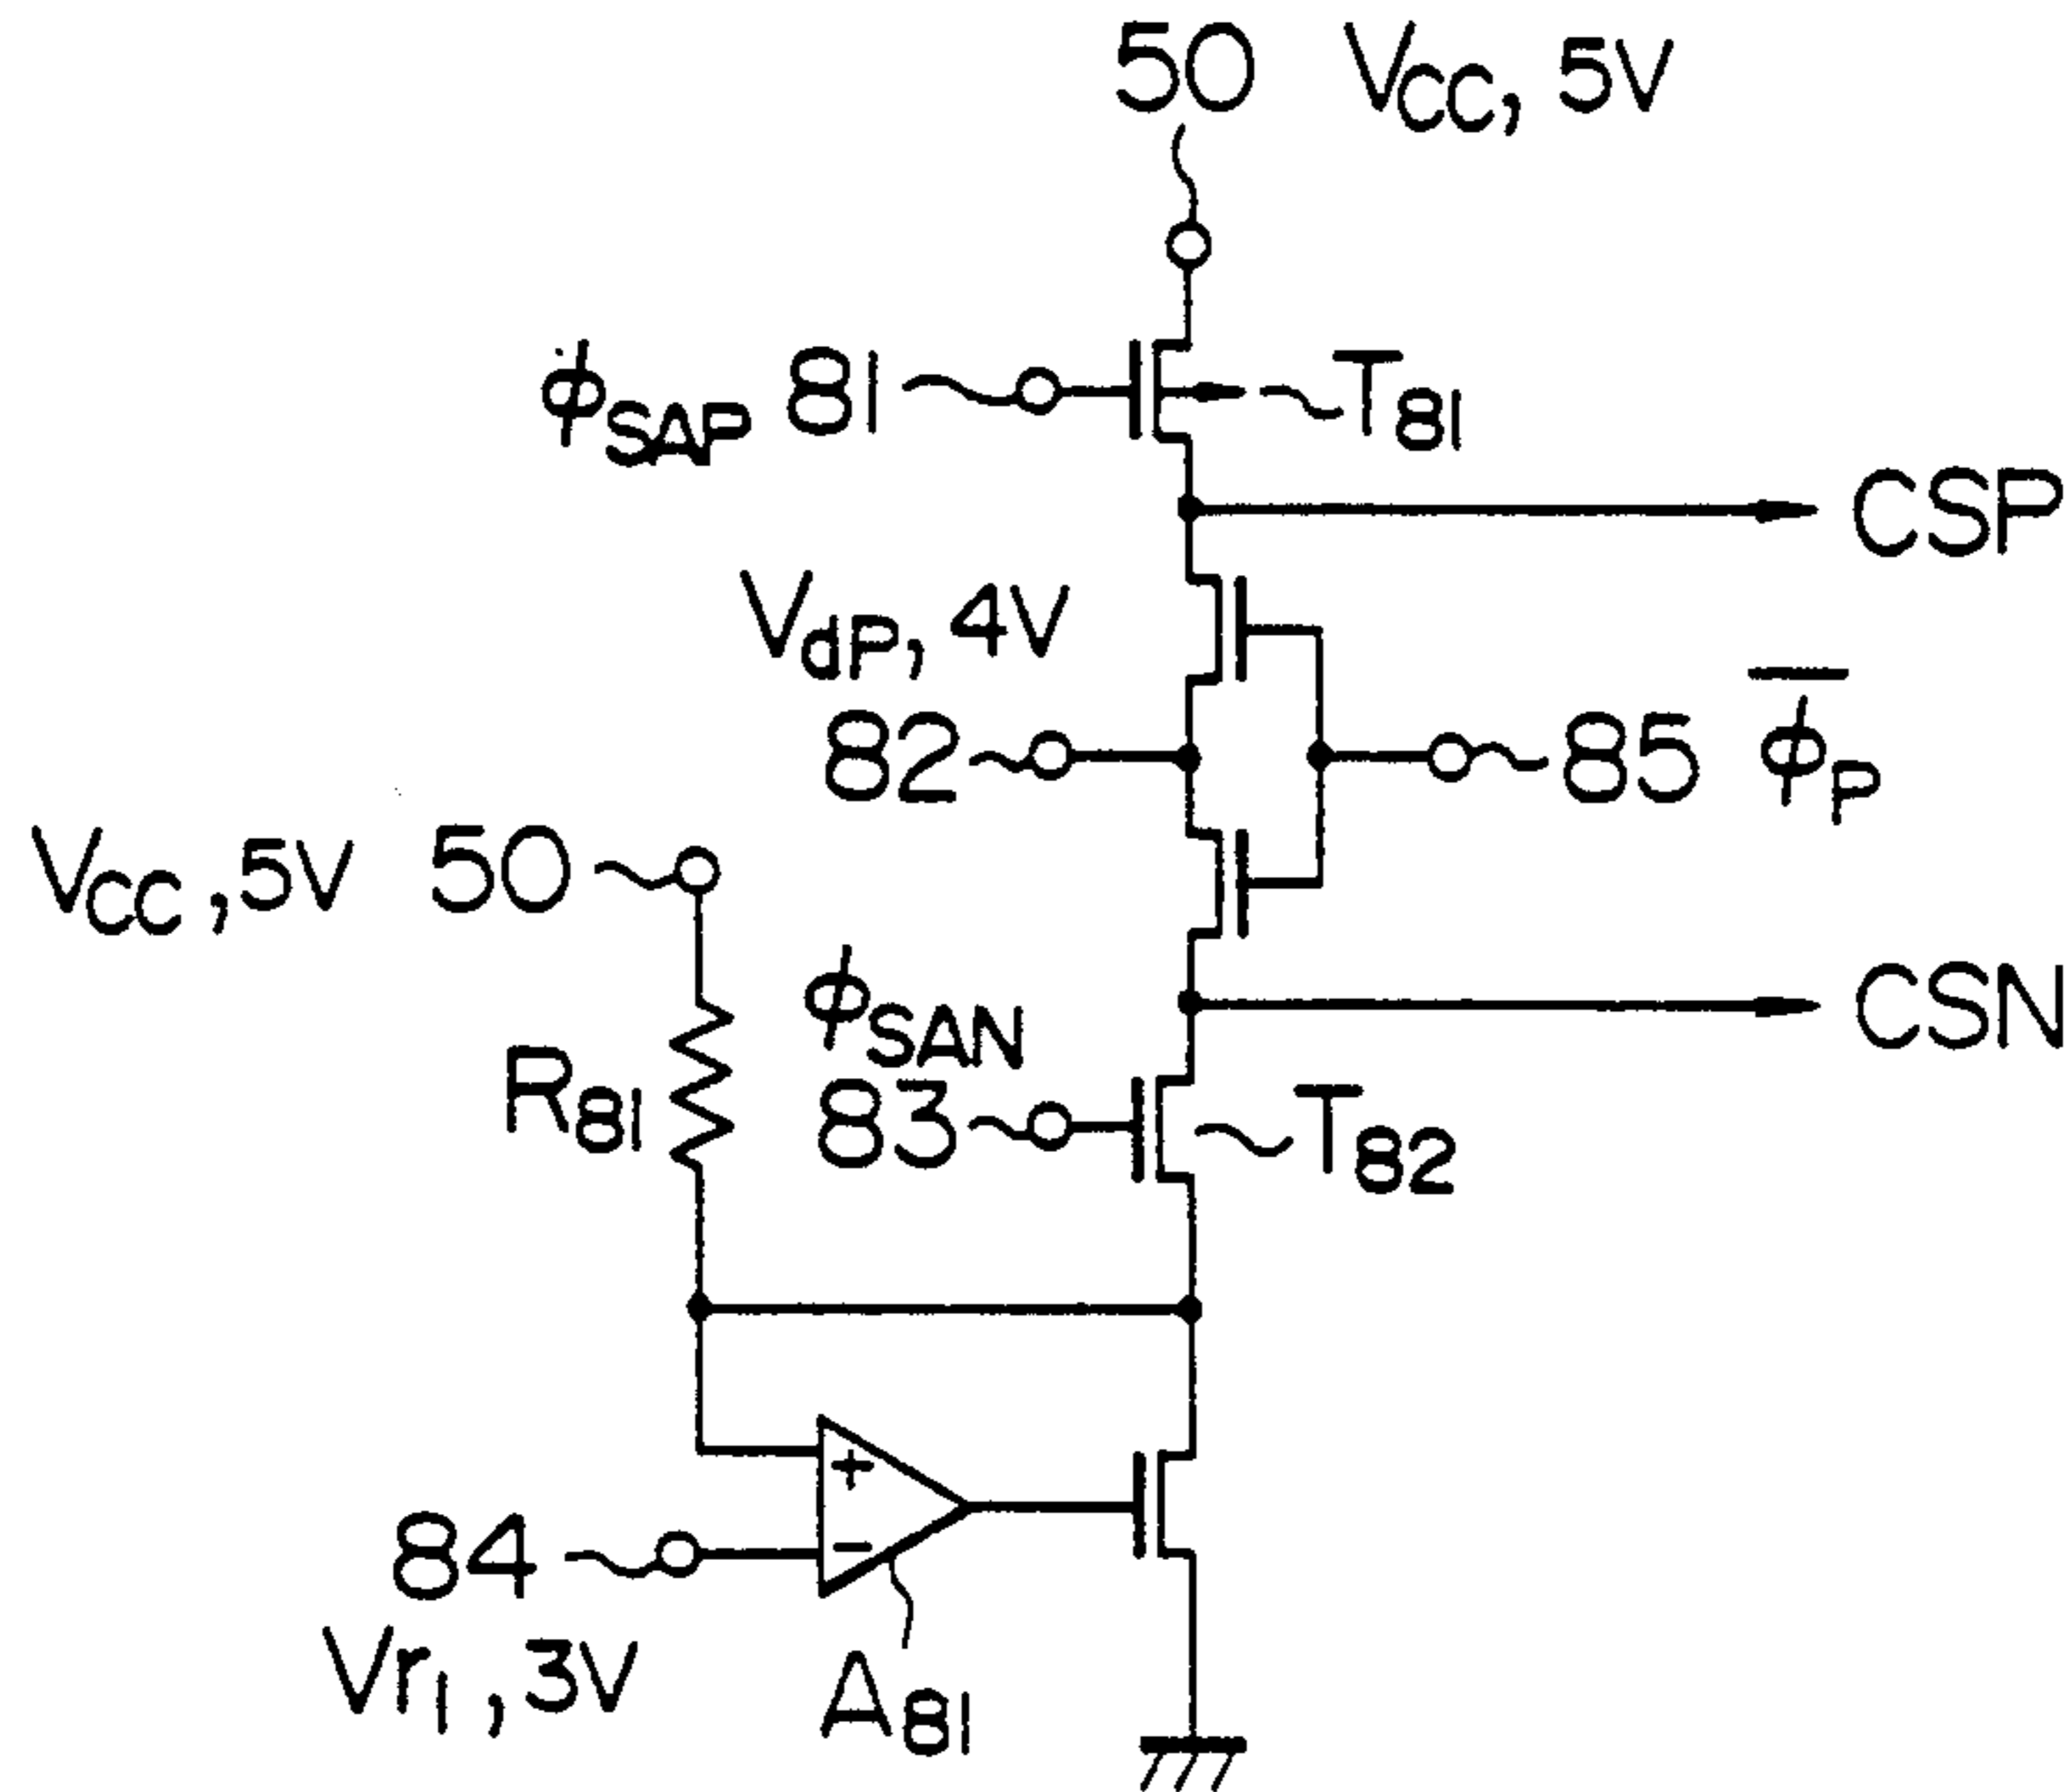 50 VCC, 5V
ϕSAP 81
T81
CSP
VdP, 4V
82
85 ϕ̅P
VCC, 5V 50
CSN
ϕSAN
R81
83
T82
+
−
84
Vr1, 3V
A81